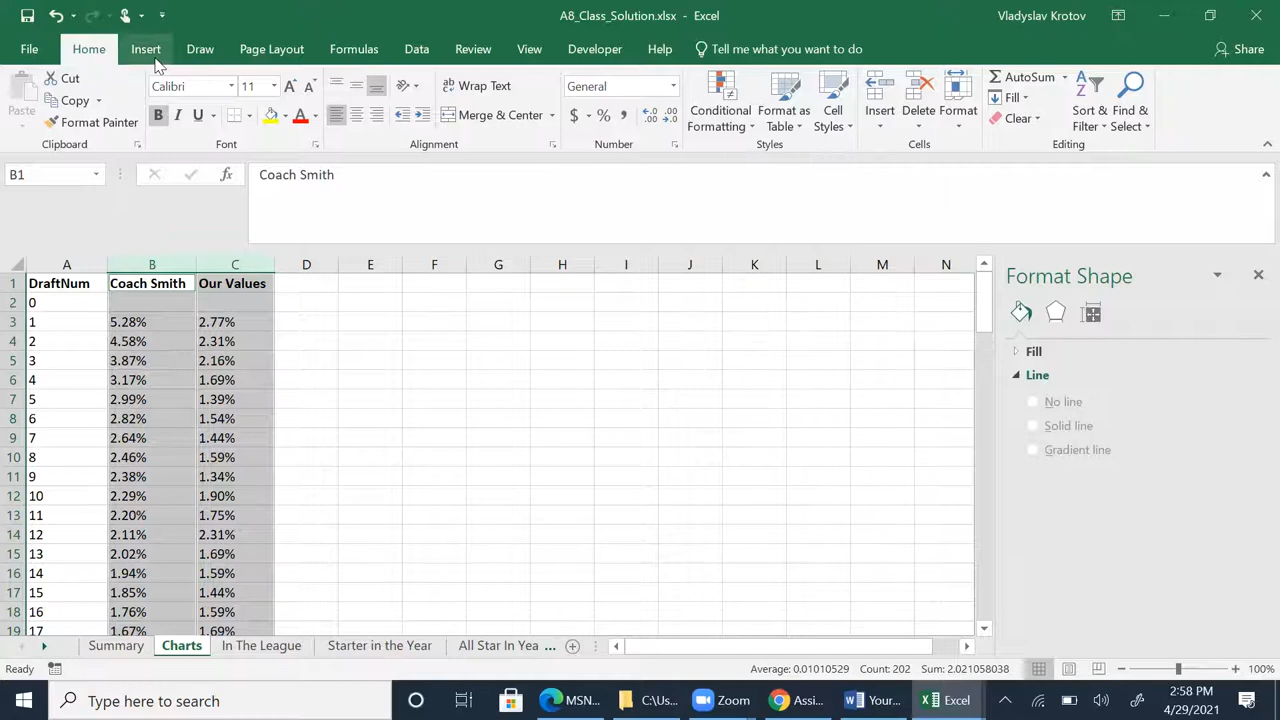 A8_Class_Solution.xlsx - Excel
Vladyslav Krotov
File Home Insert Draw Page Layout Formulas Data Review View Developer Help Tell me what you want to do Share
Paste
Cut
Copy
Format Painter
Clipboard
Calibri 11
B I U
Font
Wrap Text
Merge & Center
Alignment
General
$ %
Number
Conditional Formatting
Format as Table
Cell Styles
Styles
Insert Delete Format
Cells
AutoSum
Fill
Clear
Sort & Filter
Find & Select
Editing
B1 fx Coach Smith
A B C D E F G H I J K L M N
1 DraftNum Coach Smith Our Values
2 0
3 1 5.28% 2.77%
4 2 4.58% 2.31%
5 3 3.87% 2.16%
6 4 3.17% 1.69%
7 5 2.99% 1.39%
8 6 2.82% 1.54%
9 7 2.64% 1.44%
10 8 2.46% 1.59%
11 9 2.38% 1.34%
12 10 2.29% 1.90%
13 11 2.20% 1.75%
14 12 2.11% 2.31%
15 13 2.02% 1.69%
16 14 1.94% 1.59%
17 15 1.85% 1.44%
18 16 1.76% 1.59%
19 17 1.67% 1.69%
Format Shape
Fill
Line
No line
Solid line
Gradient line
Summary Charts In The League Starter in the Year All Star In Yea ...
Ready Average: 0.01010529 Count: 202 Sum: 2.021058038 100%
Type here to search MSN... C:\Us... Zoom Assi... Your... Excel
2:58 PM
4/29/2021